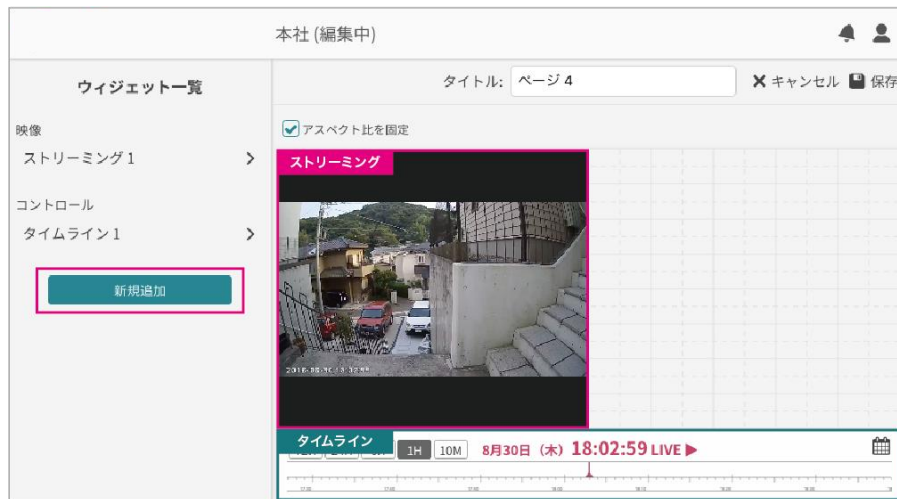 本社 (編集中)
ウィジェット一覧
タイトル: ページ 4 キャンセル 保存
映像
アスペクト比を固定
ストリーミング 1
ストリーミング
コントロール
タイムライン 1
新規追加
タイムライン
1H 10M 8月30日（木） 18:02:59 LIVE